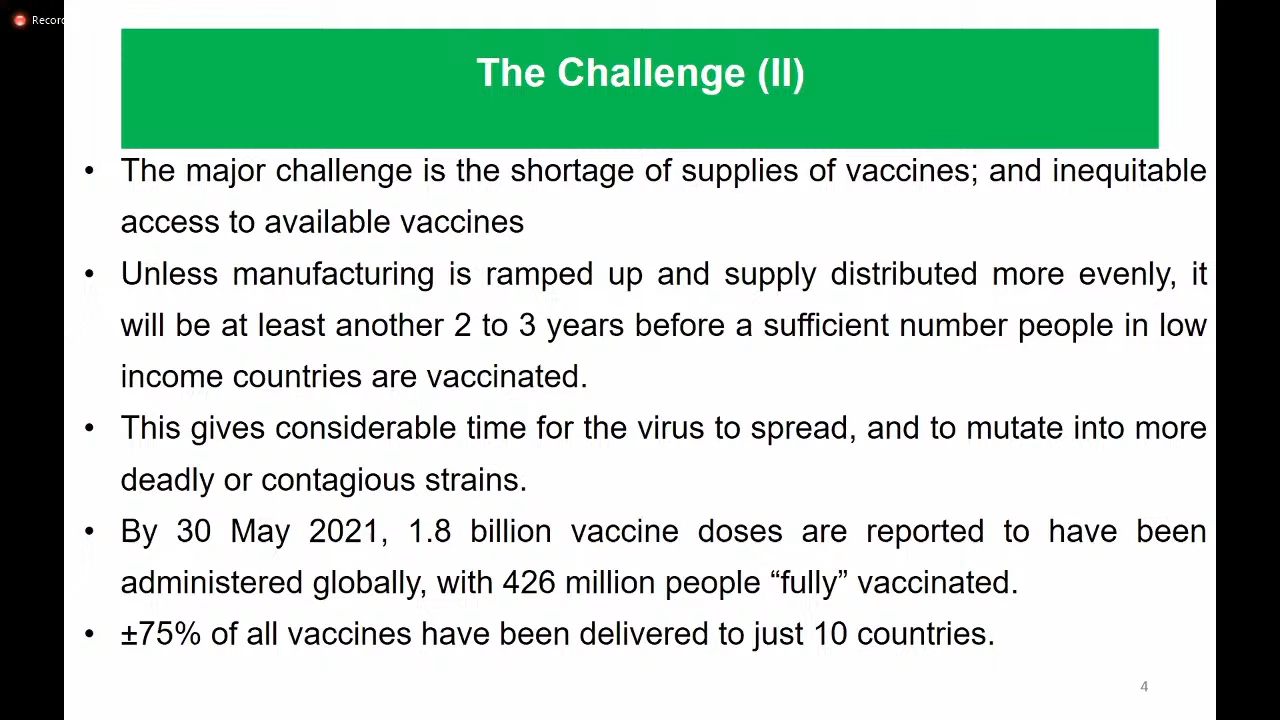 Recor
The Challenge (II)
• The major challenge is the shortage of supplies of vaccines; and inequitable
access to available vaccines
• Unless manufacturing is ramped up and supply distributed more evenly, it
will be at least another 2 to 3 years before a sufficient number people in low
income countries are vaccinated.
• This gives considerable time for the virus to spread, and to mutate into more
deadly or contagious strains.
• By 30 May 2021, 1.8 billion vaccine doses are reported to have been
administered globally, with 426 million people “fully” vaccinated.
• ±75% of all vaccines have been delivered to just 10 countries.
4